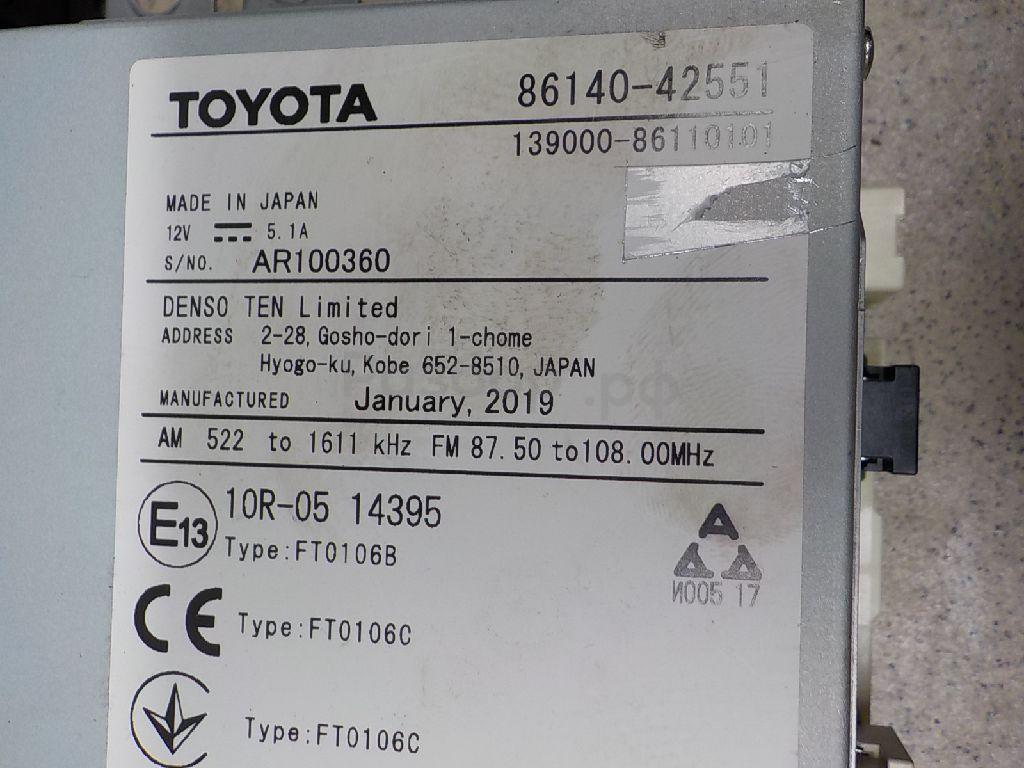 TOYOTA 86140-42551
139000-86110101
MADE IN JAPAN
12V 5.1A
S/NO. AR100360
DENSO TEN Limited
ADDRESS 2-28, Gosho-dori 1-chome
Hyogo-ku, Kobe 652-8510, JAPAN
MANUFACTURED January, 2019
AM 522 to 1611 kHz FM 87.50 to 108.00MHz
E13 10R-05 14395
Type:FT0106B
CE Type:FT0106C
Type:FT0106C
И005 17